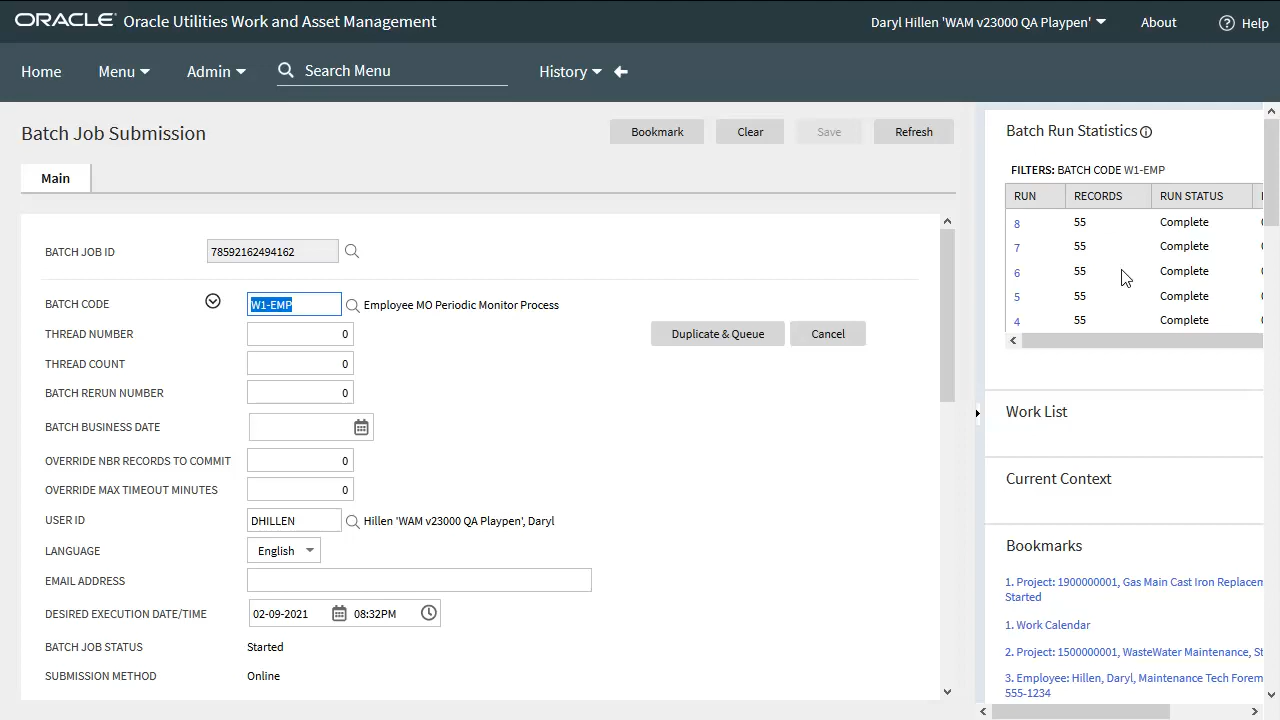 ORACLE Oracle Utilities Work and Asset Management
Daryl Hillen 'WAM v23000 QA Playpen'
About
Help
Home
Menu
Admin
Search Menu
History
Batch Job Submission
Bookmark
Clear
Save
Refresh
Main
BATCH JOB ID 78592162494162
BATCH CODE W1-EMP Employee MO Periodic Monitor Process
THREAD NUMBER 0
Duplicate & Queue
Cancel
THREAD COUNT 0
BATCH RERUN NUMBER 0
BATCH BUSINESS DATE
OVERRIDE NBR RECORDS TO COMMIT 0
OVERRIDE MAX TIMEOUT MINUTES 0
USER ID DHILLEN Hillen 'WAM v23000 QA Playpen', Daryl
LANGUAGE English
EMAIL ADDRESS
DESIRED EXECUTION DATE/TIME 02-09-2021 08:32PM
BATCH JOB STATUS Started
SUBMISSION METHOD Online
Batch Run Statistics
FILTERS: BATCH CODE W1-EMP
RUN RECORDS RUN STATUS
8 55 Complete
7 55 Complete
6 55 Complete
5 55 Complete
4 55 Complete
Work List
Current Context
Bookmarks
1. Project: 1900000001, Gas Main Cast Iron Replacem
Started
1. Work Calendar
2. Project: 1500000001, WasteWater Maintenance, St
3. Employee: Hillen, Daryl, Maintenance Tech Forem
555-1234